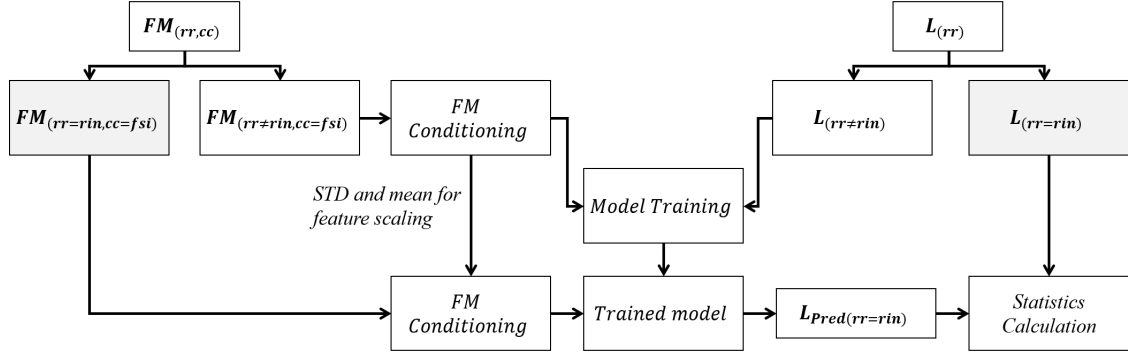 FM(rr,cc)
L(rr)
FM(rr=rin,cc=fsi)
FM(rr≠rin,cc=fsi)
FM
Conditioning
L(rr≠rin)
L(rr=rin)
STD and mean for
feature scaling
Model Training
FM
Conditioning
Trained model
LPred(rr=rin)
Statistics
Calculation